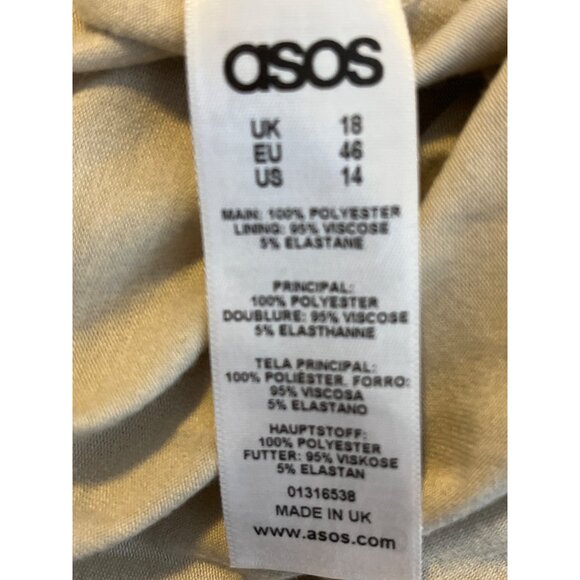 asos
UK 18
EU 46
US 14
MAIN: 100% POLYESTER
LINING: 95% VISCOSE
5% ELASTANE
PRINCIPAL:
100% POLYESTER
DOUBLURE: 95% VISCOSE
5% ELASTHANNE
TELA PRINCIPAL:
100% POLIÉSTER, FORRO:
95% VISCOSA
5% ELASTANO
HAUPTSTOFF:
100% POLYESTER
FUTTER: 95% VISKOSE
5% ELASTAN
01316538
MADE IN UK
www.asos.com